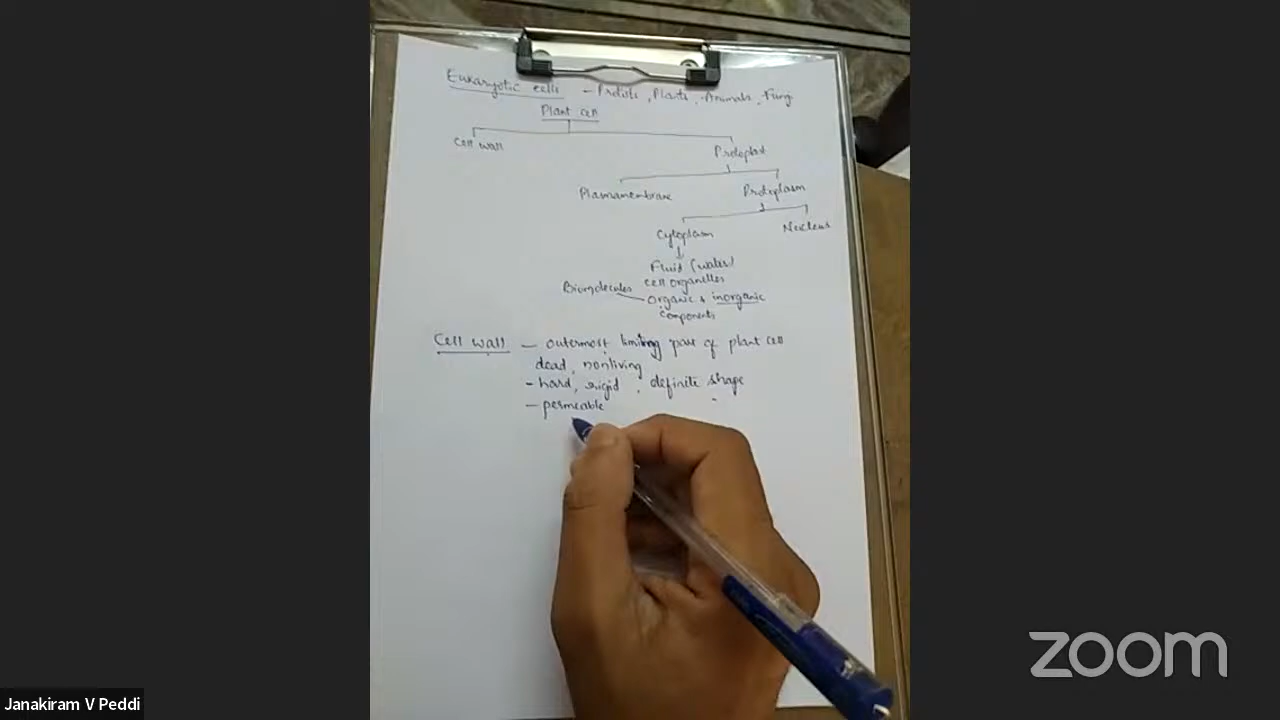 Eukaryotic cells - Protists, Plants, Animals, Fungi
Plant cell
Cell wall
Protoplast
Plasmamembrane
Protoplasm
Cytoplasm
Nucleus
Fluid (water)
cell organelles
Biomolecules
organic & inorganic
components
Cell wall - outermost limiting part of plant cell
dead, nonliving
- hard, rigid, definite shape
- permeable
zoom
Janakiram V Peddi